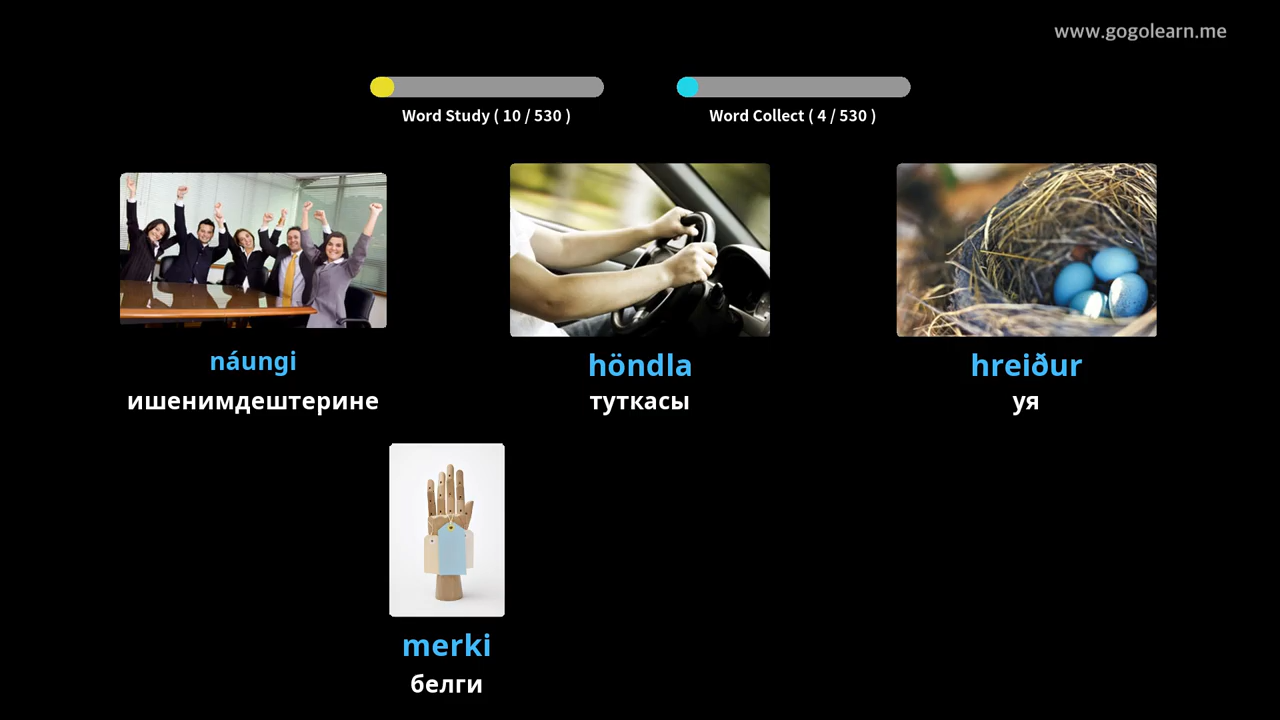 www.gogolearn.me
Word Study ( 10 / 530 )
Word Collect ( 4 / 530 )
náungi
ишенимдештерине
höndla
туткасы
hreiður
уя
merki
белги